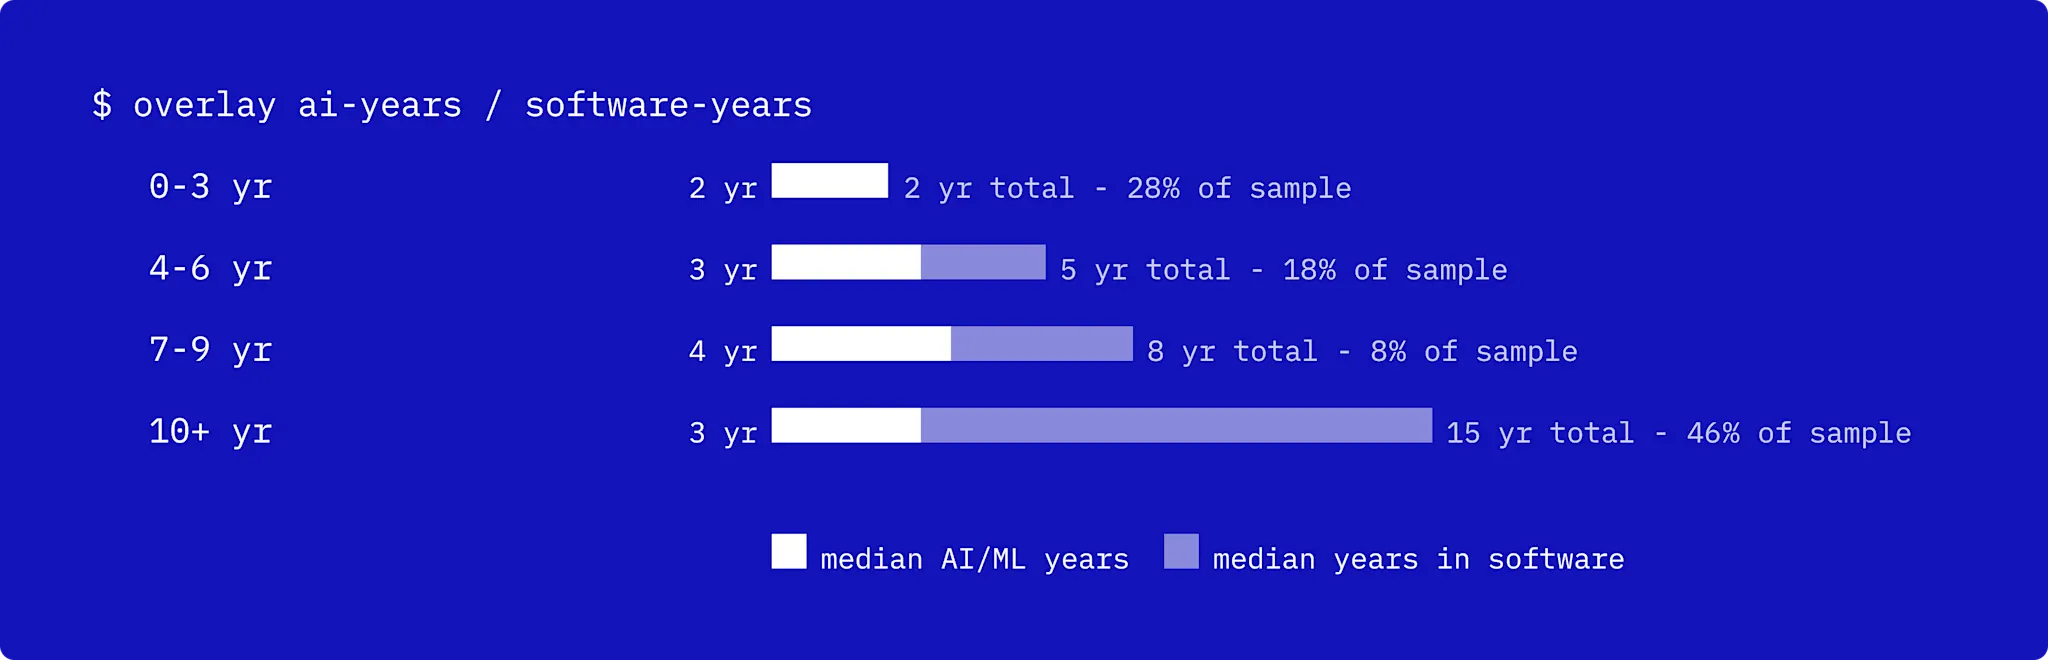 $ overlay ai-years / software-years
0-3 yr 2 yr 2 yr total - 28% of sample
4-6 yr 3 yr 5 yr total - 18% of sample
7-9 yr 4 yr 8 yr total - 8% of sample
10+ yr 3 yr 15 yr total - 46% of sample
median AI/ML years median years in software